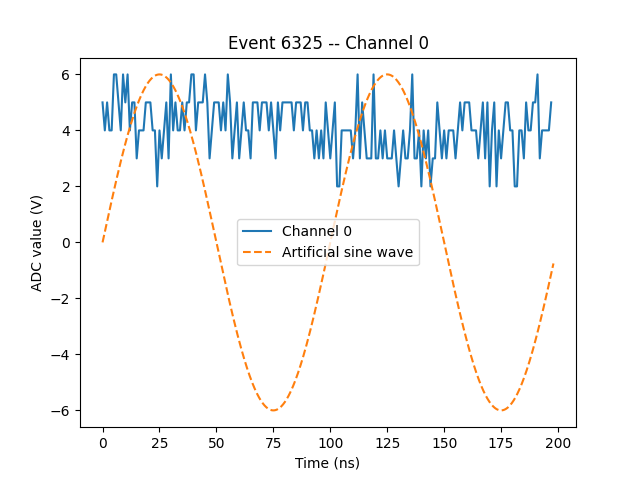 Event 6325 -- Channel 0
ADC value (V)
6
4
2
0
−2
−4
−6
Channel 0
Artificial sine wave
0 25 50 75 100 125 150 175 200
Time (ns)